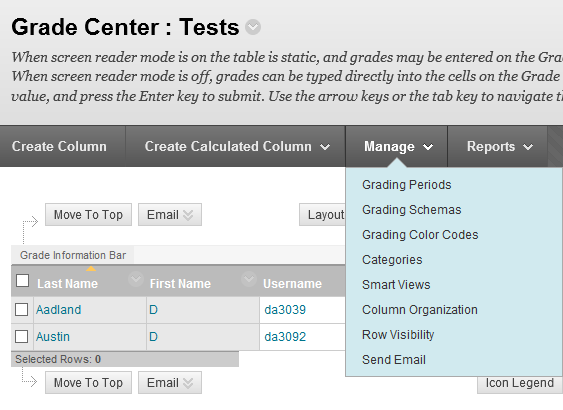 Grade Center : Tests
When screen reader mode is on the table is static, and grades may be entered on the Gra
When screen reader mode is off, grades can be typed directly into the cells on the Grade
value, and press the Enter key to submit. Use the arrow keys or the tab key to navigate th
Create Column Create Calculated Column Manage Reports
Grading Periods
Grading Schemas
Grading Color Codes
Categories
Smart Views
Column Organization
Row Visibility
Send Email
Move To Top Email Layout
Grade Information Bar
Last Name First Name Username
Aadland D da3039
Austin D da3092
Selected Rows: 0
Move To Top Email Icon Legend